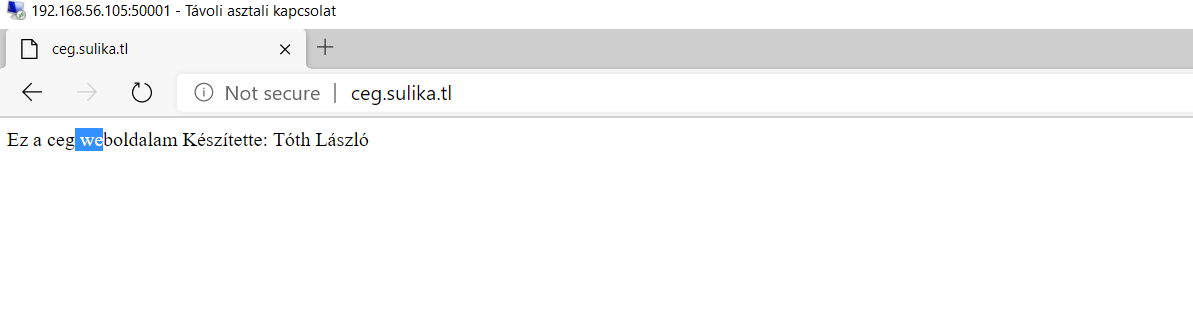 192.168.56.105:50001 - Távoli asztali kapcsolat
ceg.sulika.tl
Not secure | ceg.sulika.tl
Ez a ceg weboldalam Készítette: Tóth László